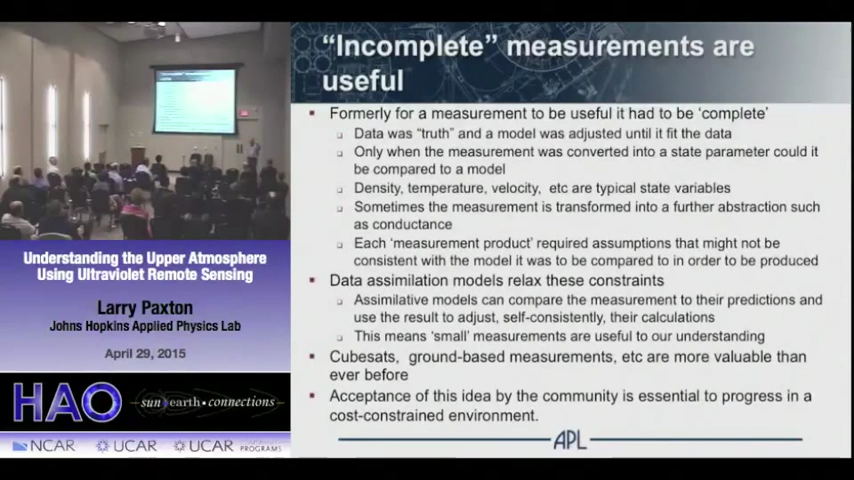 “Incomplete” measurements are
useful
Formerly for a measurement to be useful it had to be ‘complete’
Data was “truth” and a model was adjusted until it fit the data
Only when the measurement was converted into a state parameter could it
be compared to a model
Density, temperature, velocity, etc are typical state variables
Sometimes the measurement is transformed into a further abstraction such
as conductance
Each ‘measurement product’ required assumptions that might not be
consistent with the model it was to be compared to in order to be produced
Data assimilation models relax these constraints
Assimilative models can compare the measurement to their predictions and
use the result to adjust, self-consistently, their calculations
This means ‘small’ measurements are useful to our understanding
Cubesats, ground-based measurements, etc are more valuable than
ever before
Acceptance of this idea by the community is essential to progress in a
cost-constrained environment.
APL
Understanding the Upper Atmosphere
Using Ultraviolet Remote Sensing
Larry Paxton
Johns Hopkins Applied Physics Lab
April 29, 2015
HAO
sun earth connections
NCAR
UCAR
UCAR PROGRAMS